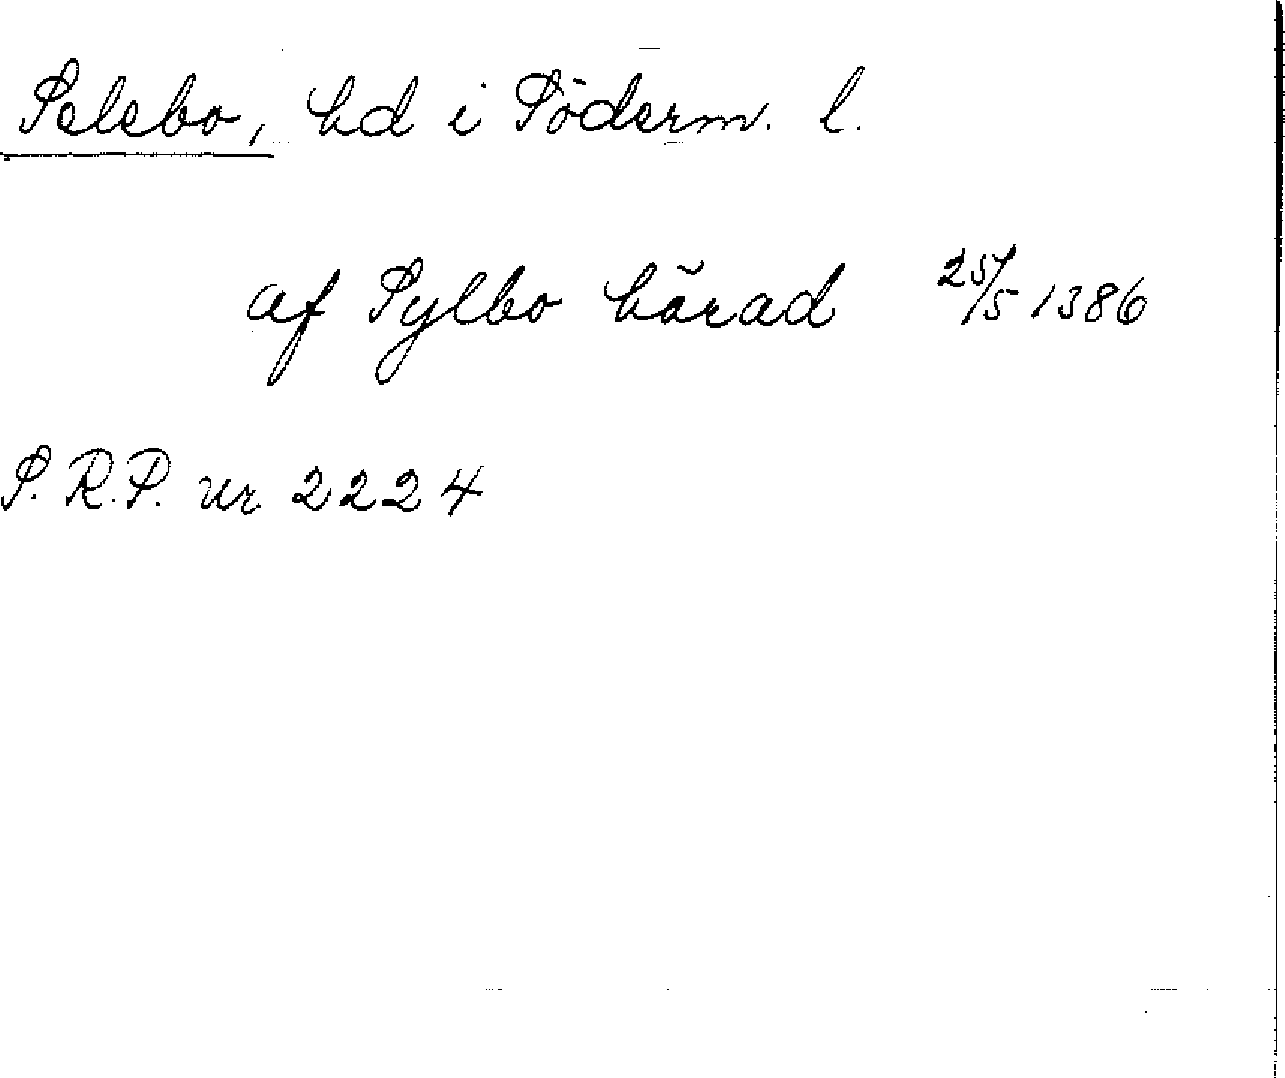 Selebo, hd i Söderm. l.
af Sylbo härad 25/5 1386
S.R.P. nr 2224